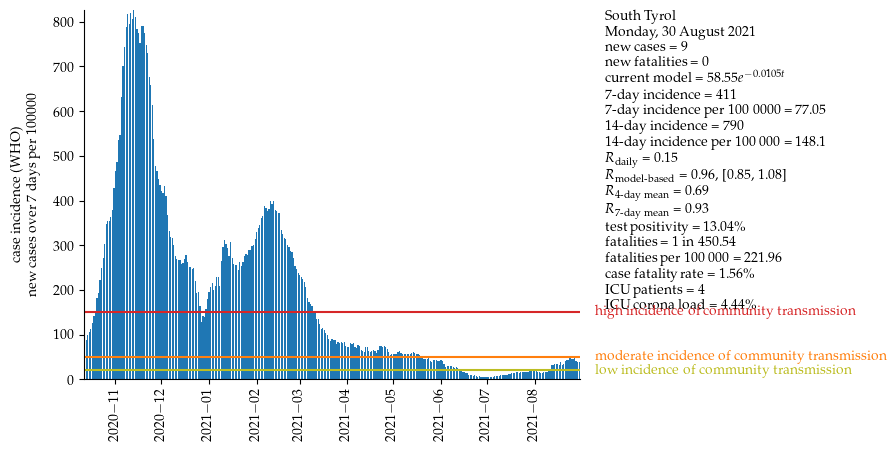 South Tyrol
Monday, 30 August 2021
new cases = 9
new fatalities = 0
current model = 58.55e^{−0.0105t}
7-day incidence = 411
7-day incidence per 100 0000 = 77.05
14-day incidence = 790
14-day incidence per 100 000 = 148.1
R_daily = 0.15
R_model-based = 0.96, [0.85, 1.08]
R_4-day mean = 0.69
R_7-day mean = 0.93
test positivity = 13.04%
fatalities = 1 in 450.54
fatalities per 100 000 = 221.96
case fatality rate = 1.56%
ICU patients = 4
ICU corona load = 4.44%
high incidence of community transmission
moderate incidence of community transmission
low incidence of community transmission
case incidence (WHO)
new cases over 7 days per 100000
800
700
600
500
400
300
200
100
0
2020−11
2020−12
2021−01
2021−02
2021−03
2021−04
2021−05
2021−06
2021−07
2021−08